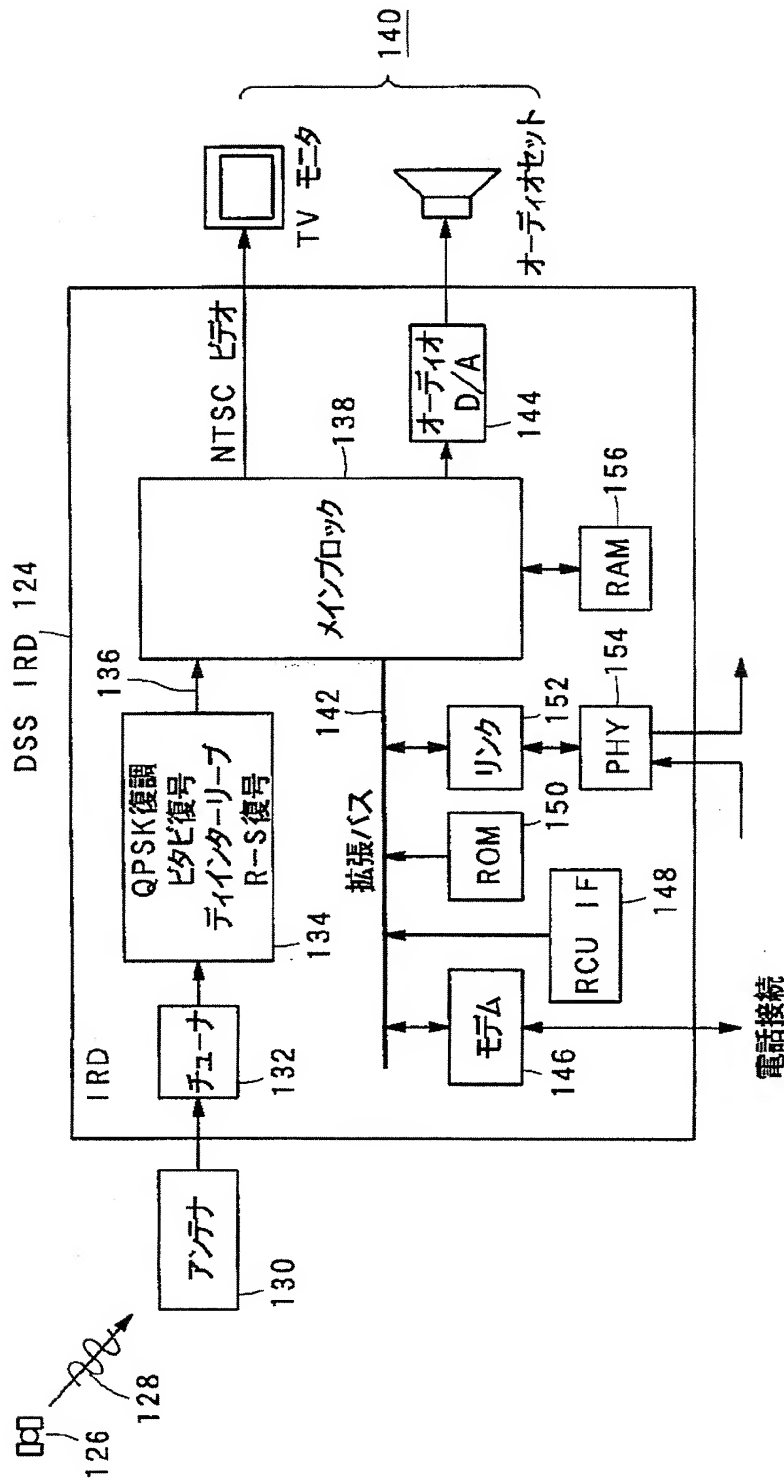 DSS IRD 124
IRD
126
128
アンテナ
130
チューナ
132
QPSK復調
ビタビ復号
ディインターリーブ
R-S復号
134
136
メインブロック
138
NTSC ビデオ
TV モニタ
140
オーディオ
D/A
144
オーディオセット
拡張バス
142
モデム
146
RCU IF
148
ROM
150
リンク
152
PHY
154
RAM
156
電話接続